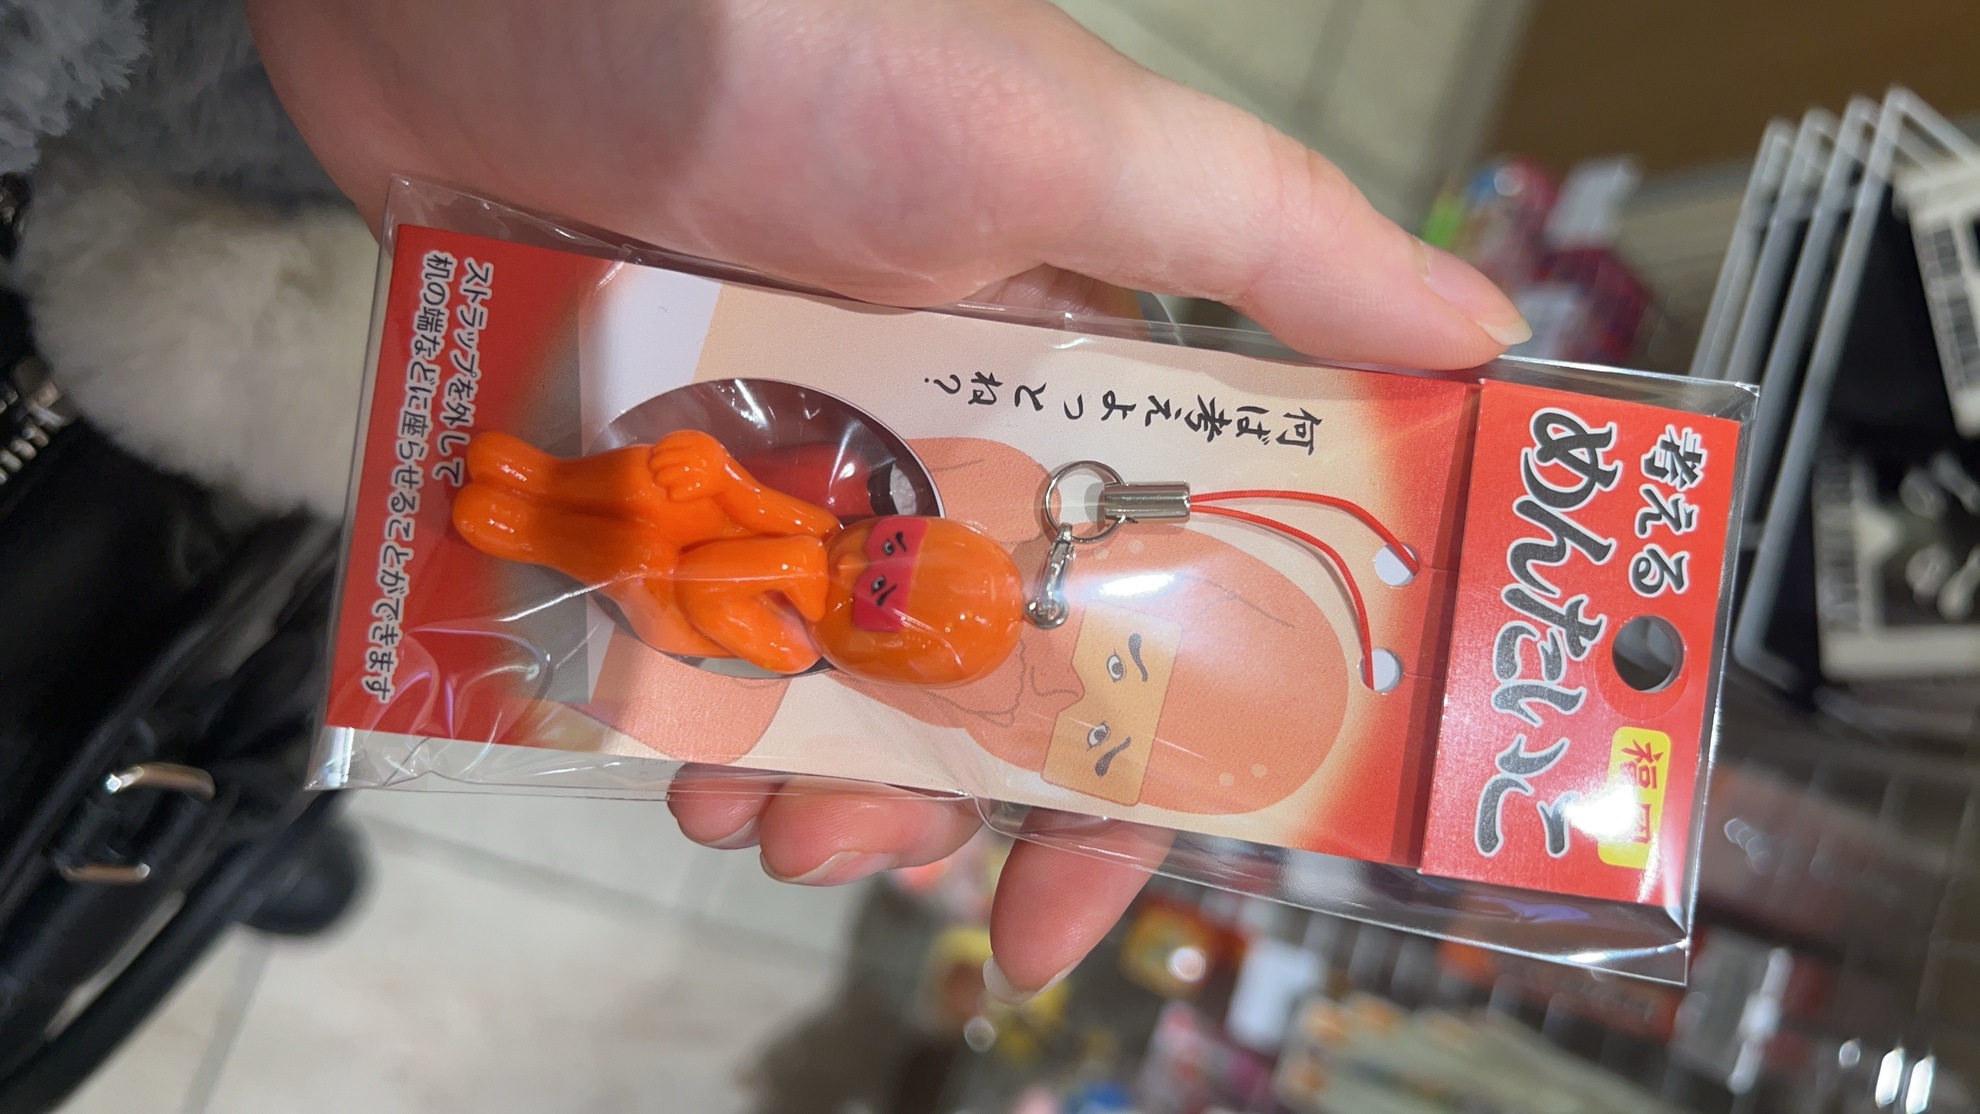 考える
めんたいこ
福岡
何ば考えよっとね?
ストラップを外して
机の端などに座らせることができます